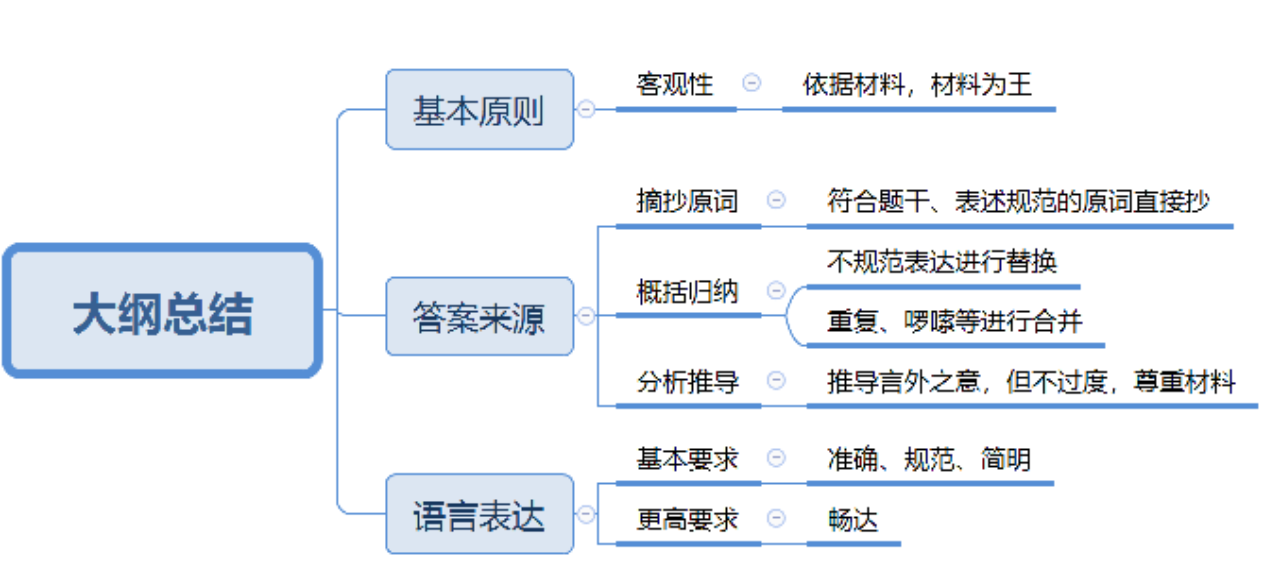 大纲总结
基本原则
客观性
依据材料，材料为王
答案来源
摘抄原词
符合题干、表述规范的原词直接抄
概括归纳
不规范表达进行替换
重复、啰嗦等进行合并
分析推导
推导言外之意，但不过度，尊重材料
语言表达
基本要求
准确、规范、简明
更高要求
畅达